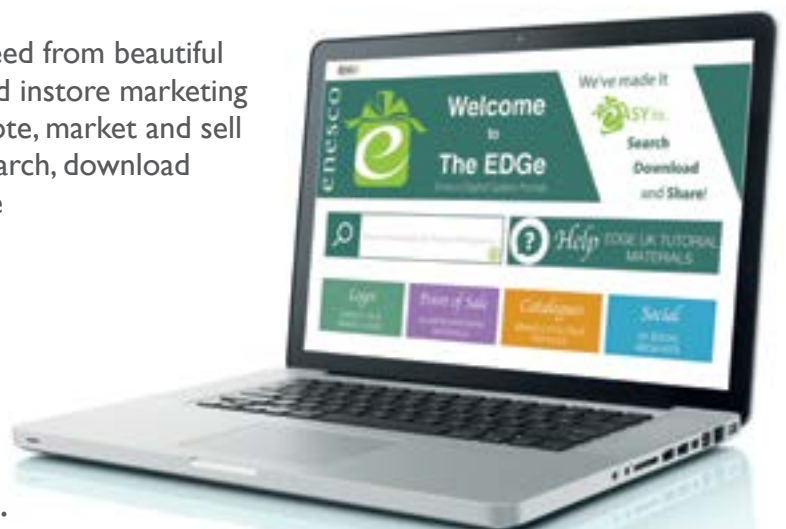 eed from beautiful
d instore marketing
ote, market and sell
arch, download
e
enesco
Welcome
to
The EDGe
We've made it
eASY to..
Search
Download
and Share!
Help EDGE UK TUTORIAL
MATERIALS
Logos
Point of Sale
Catalogues
Social
.